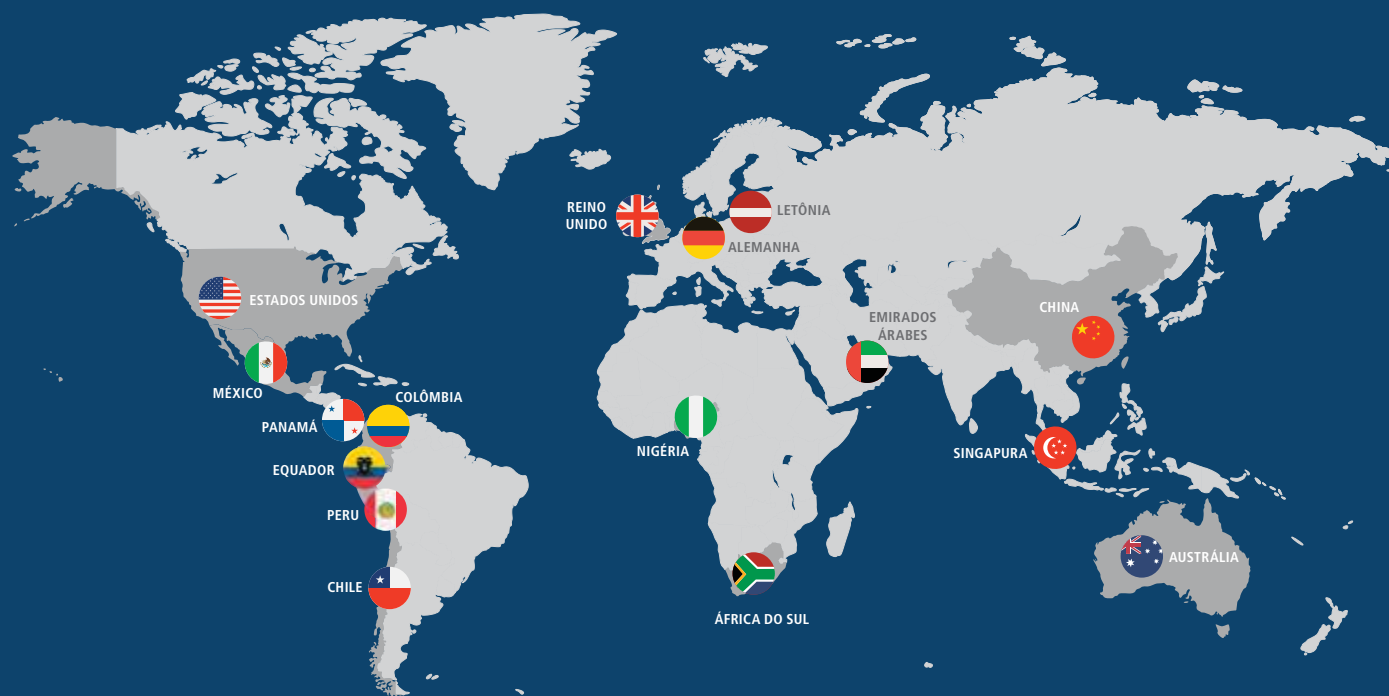 REINO
UNIDO
LETÔNIA
ALEMANHA
ESTADOS UNIDOS
CHINA
EMIRADOS
ÁRABES
MÉXICO
COLÔMBIA
PANAMÁ
NIGÉRIA
SINGAPURA
EQUADOR
PERU
AUSTRÁLIA
CHILE
ÁFRICA DO SUL